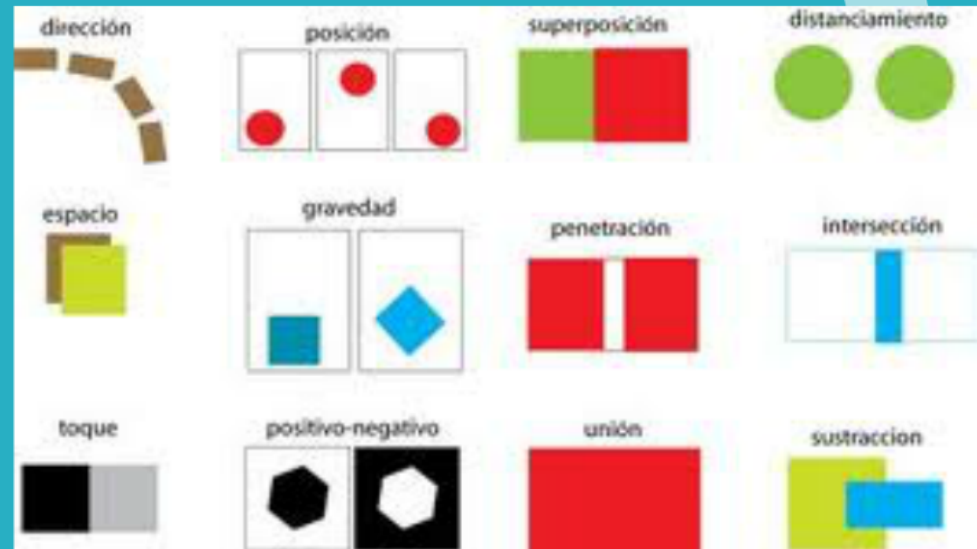 dirección
posición
superposición
distanciamiento
espacio
gravedad
penetración
intersección
toque
positivo-negativo
unión
sustraccion